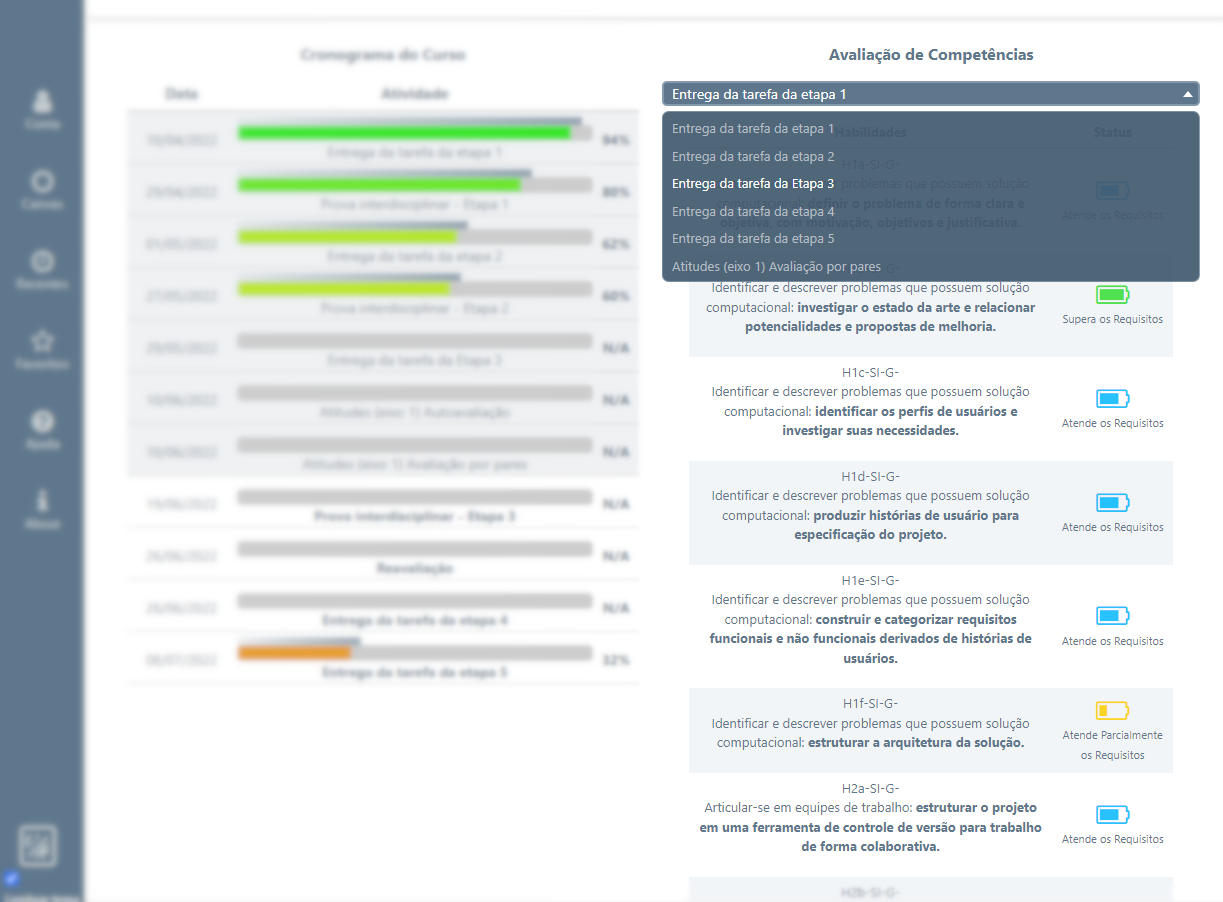 Cronograma do Curso
Data
Atividade
Conta
Cursos
Recentes
Favoritos
Ajuda
About
10/04/2022
94%
Entrega da tarefa da etapa 1
29/04/2022
80%
Prova interdisciplinar - Etapa 1
01/05/2022
62%
Entrega da tarefa da etapa 2
27/05/2022
60%
Prova interdisciplinar - Etapa 2
29/05/2022
N/A
Entrega da tarefa da Etapa 3
10/06/2022
N/A
Atitudes (eixo 1) Autoavaliação
10/06/2022
N/A
Atitudes (eixo 1) Avaliação por pares
19/06/2022
N/A
Prova interdisciplinar - Etapa 3
26/06/2022
N/A
Reavaliação
26/06/2022
N/A
Entrega da tarefa da etapa 4
08/07/2022
32%
Entrega da tarefa da etapa 5
Avaliação de Competências
Entrega da tarefa da etapa 1
Entrega da tarefa da etapa 1
Habilidades
Status
Entrega da tarefa da etapa 2
H1a-SI-G-
Entrega da tarefa da Etapa 3
problemas que possuem solução
computacional: definir o problema de forma clara e
Entrega da tarefa da etapa 4
Atende os Requisitos
objetiva, com motivação, objetivos e justificativa.
Entrega da tarefa da etapa 5
Atitudes (eixo 1) Avaliação por pares
Identificar e descrever problemas que possuem solução
computacional: investigar o estado da arte e relacionar
potencialidades e propostas de melhoria.
Supera os Requisitos
H1c-SI-G-
Identificar e descrever problemas que possuem solução
computacional: identificar os perfis de usuários e
investigar suas necessidades.
Atende os Requisitos
H1d-SI-G-
Identificar e descrever problemas que possuem solução
computacional: produzir histórias de usuário para
especificação do projeto.
Atende os Requisitos
H1e-SI-G-
Identificar e descrever problemas que possuem solução
computacional: construir e categorizar requisitos
funcionais e não funcionais derivados de histórias de
usuários.
Atende os Requisitos
H1f-SI-G-
Identificar e descrever problemas que possuem solução
computacional: estruturar a arquitetura da solução.
Atende Parcialmente
os Requisitos
H2a-SI-G-
Articular-se em equipes de trabalho: estruturar o projeto
em uma ferramenta de controle de versão para trabalho
de forma colaborativa.
Atende os Requisitos
H2b-SI-G-